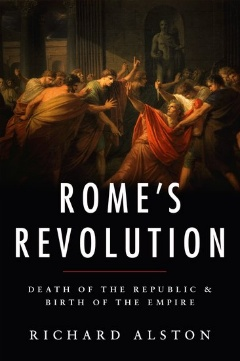 ROME'S
REVOLUTION
DEATH OF THE REPUBLIC &
BIRTH OF THE EMPIRE
RICHARD ALSTON